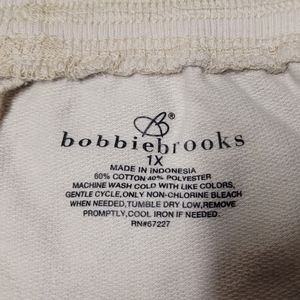 B
bobbiebrooks
1X
MADE IN INDONESIA
60% COTTON 40% POLYESTER
MACHINE WASH COLD WITH LIKE COLORS,
GENTLE CYCLE, ONLY NON-CHLORINE BLEACH
WHEN NEEDED, TUMBLE DRY LOW, REMOVE
PROMPTLY, COOL IRON IF NEEDED.
RN#67227